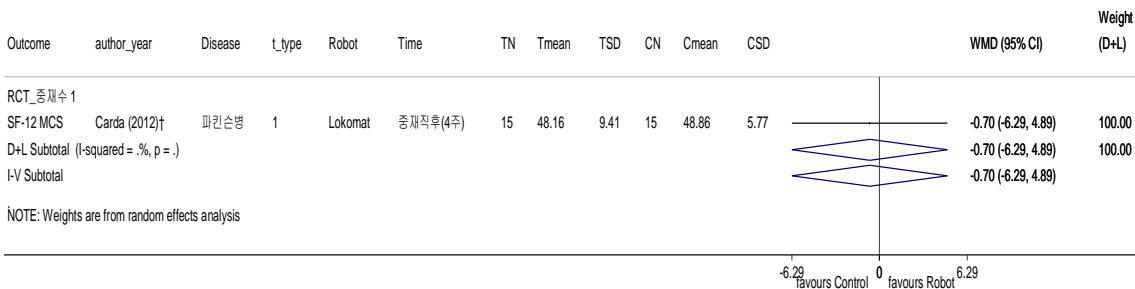 Weight
Outcome author_year Disease t_type Robot Time TN Tmean TSD CN Cmean CSD WMD (95% CI) (D+L)
RCT_중재수 1
SF-12 MCS Carda (2012)† 파킨슨병 1 Lokomat 중재직후(4주) 15 48.16 9.41 15 48.86 5.77 -0.70 (-6.29, 4.89) 100.00
D+L Subtotal (I-squared = .%, p = .) -0.70 (-6.29, 4.89) 100.00
I-V Subtotal -0.70 (-6.29, 4.89)
NOTE: Weights are from random effects analysis
-6.29 0 6.29
favours Control favours Robot